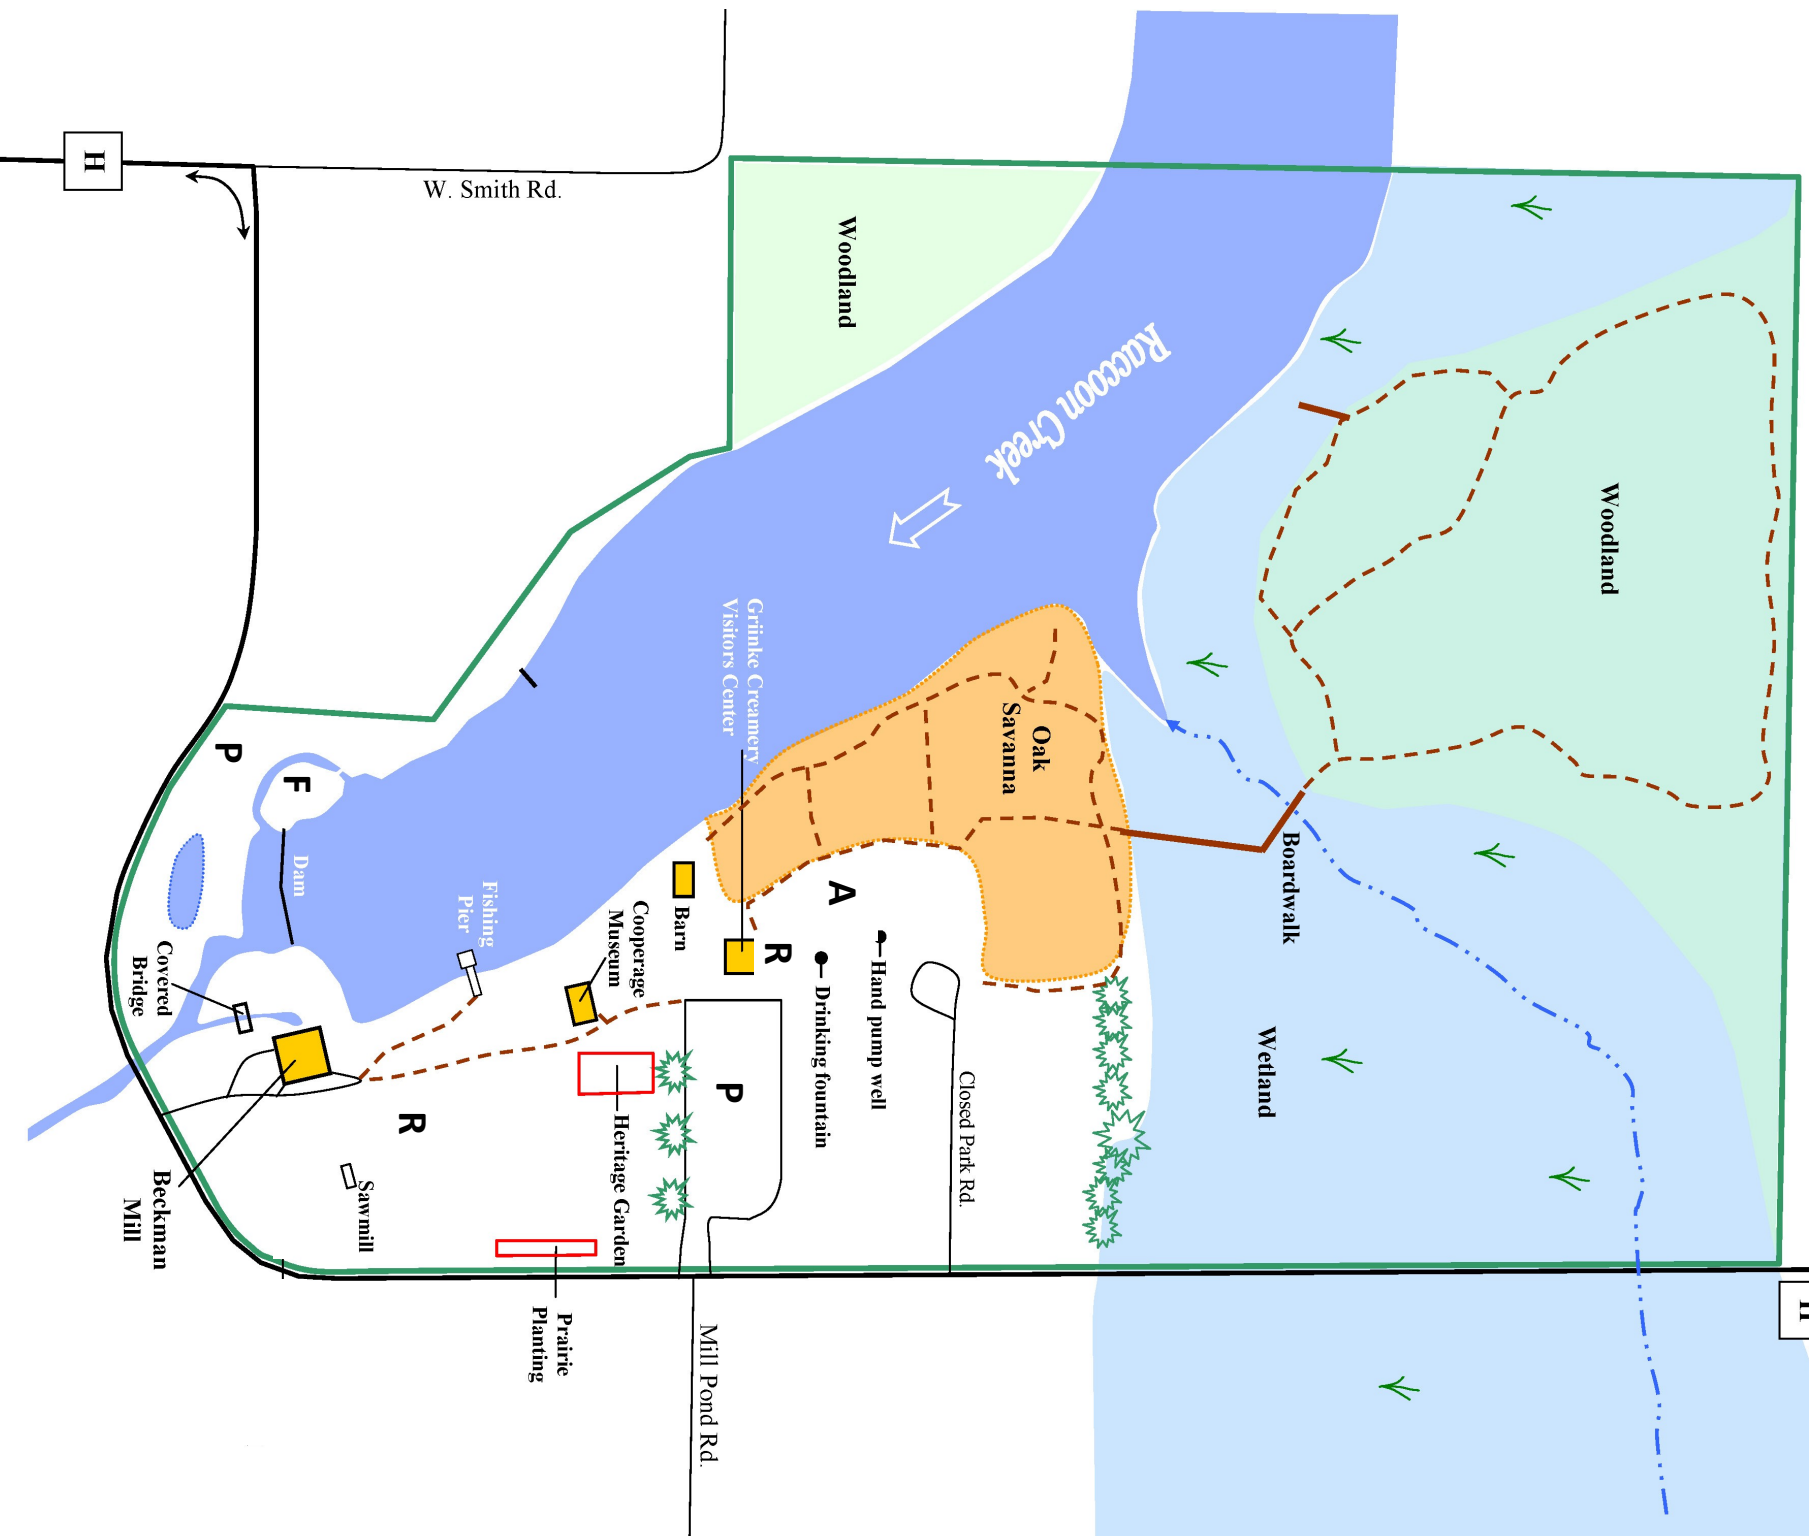 H
W. Smith Rd.
Woodland
Raccoon Creek
Woodland
Griinke Creamery
Visitors Center
Oak
Savanna
P
F
Dam
Fishing
Pier
Covered
Bridge
Cooperage
Museum
Barn
A
R
Hand pump well
Drinking fountain
Boardwalk
Wetland
Closed Park Rd.
P
Heritage Garden
R
Sawmill
Beckman
Mill
Prairie
Planting
Mill Pond Rd.
H